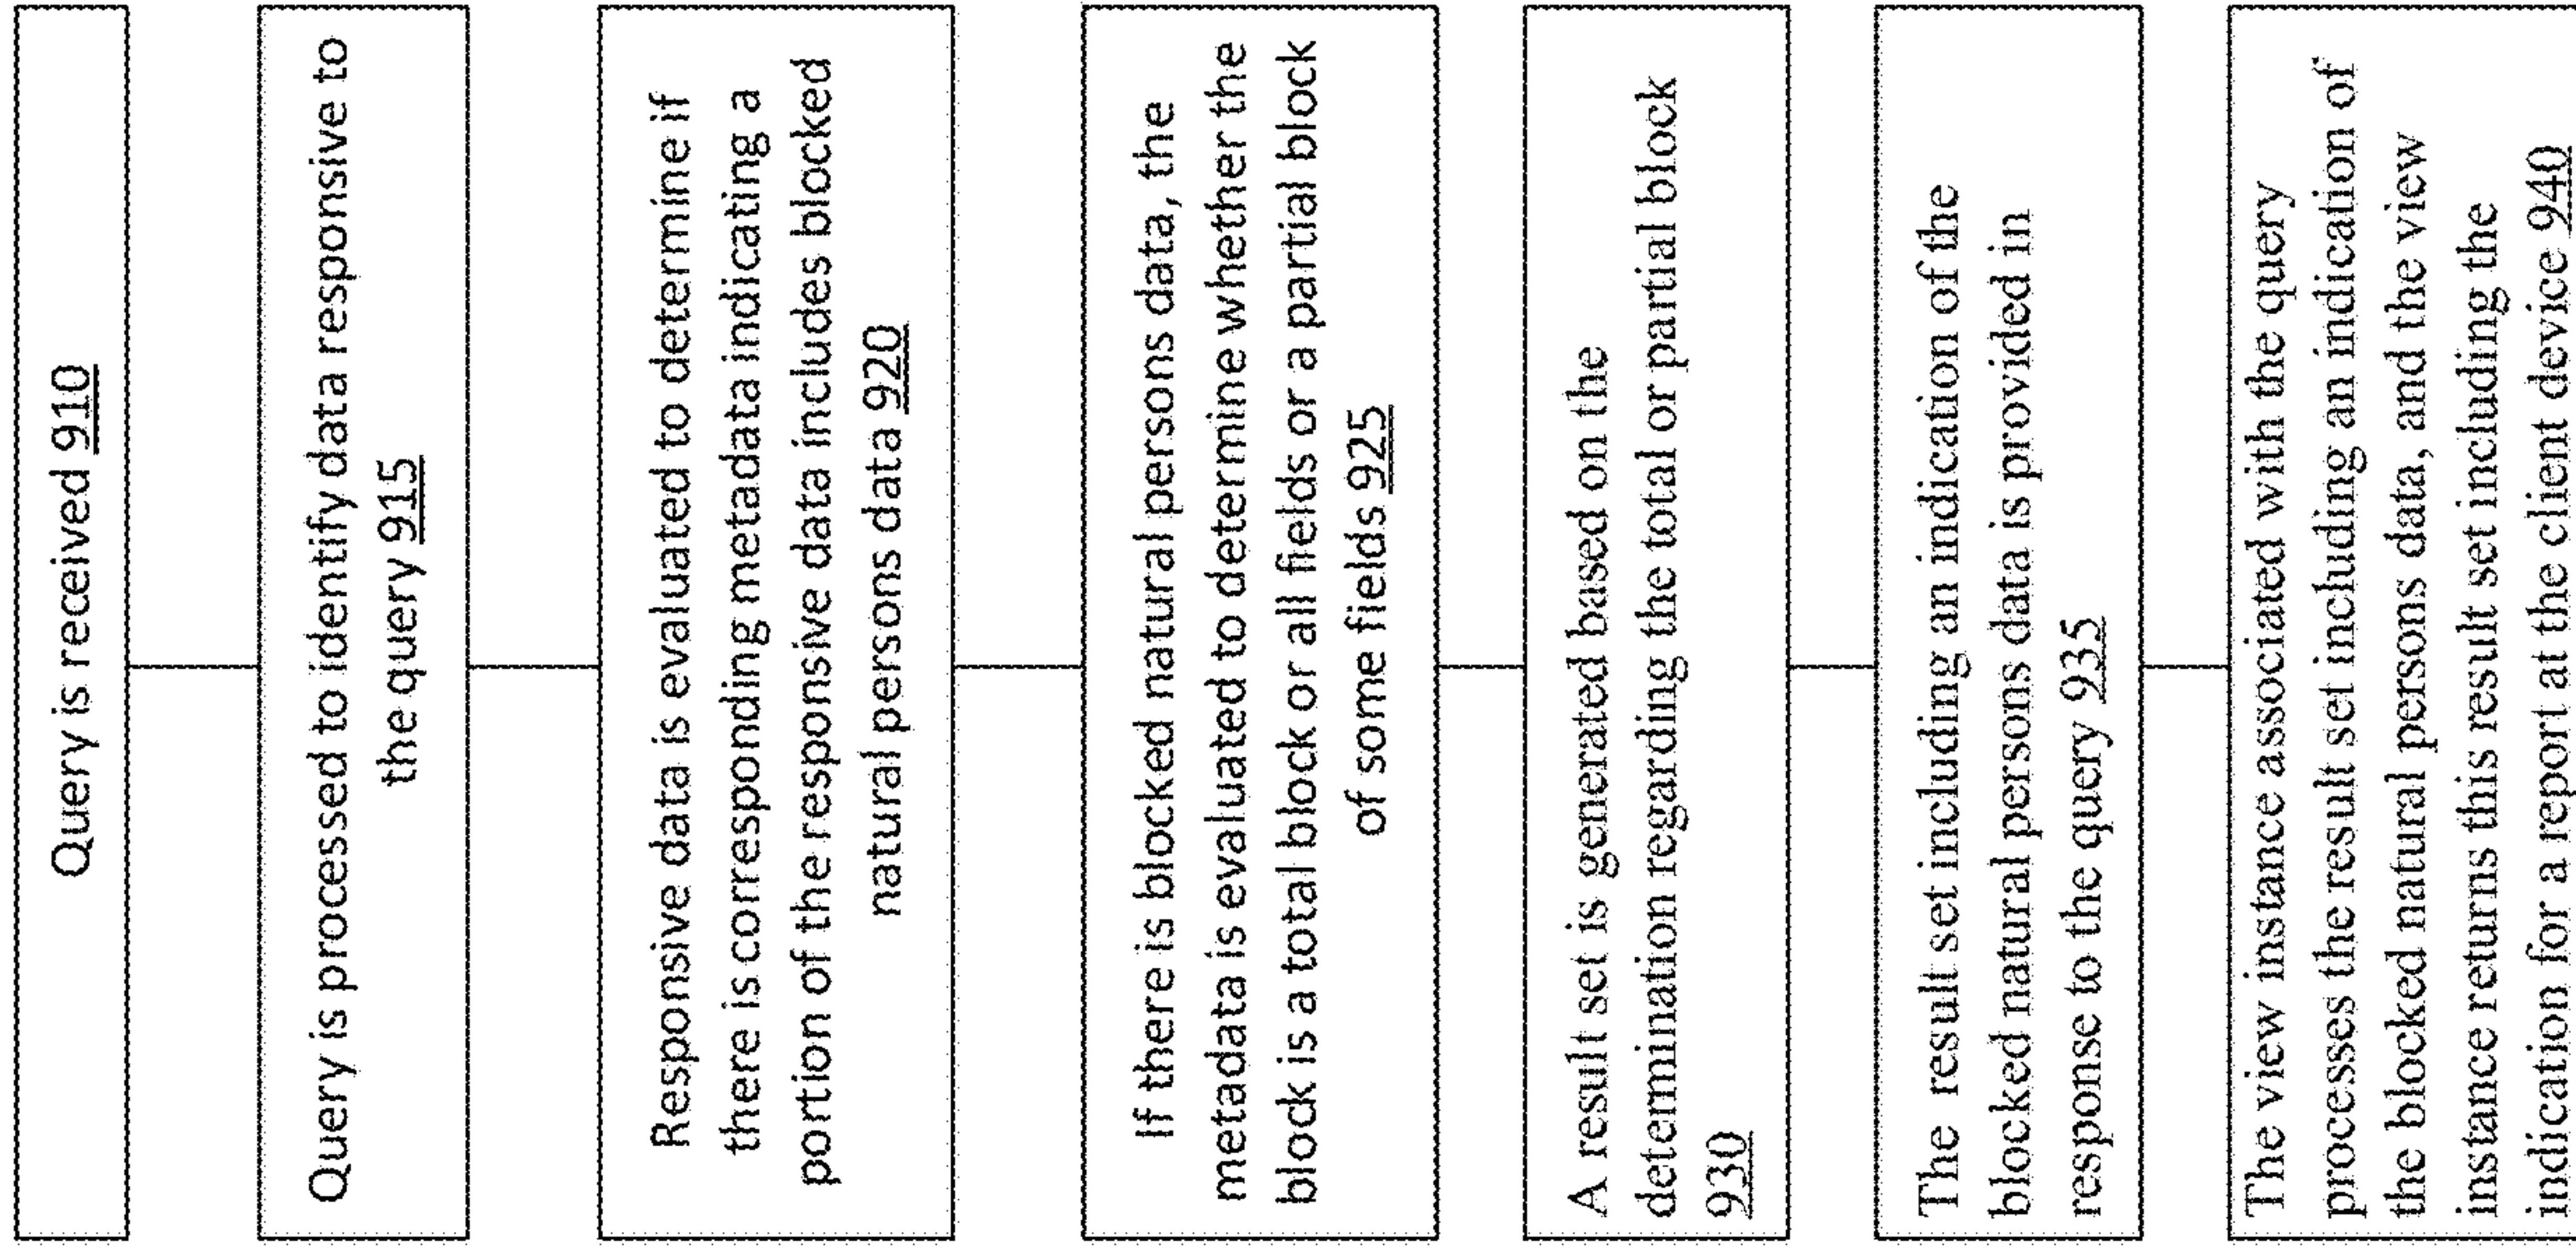 Query is received 910
Query is processed to identify data responsive to
the query 915
Responsive data is evaluated to determine if
there is corresponding metadata indicating a
portion of the responsive data includes blocked
natural persons data 920
If there is blocked natural persons data, the
metadata is evaluated to determine whether the
block is a total block or all fields or a partial block
of some fields 925
A result set is generated based on the
determination regarding the total or partial block
930
The result set including an indication of the
blocked natural persons data is provided in
response to the query 935
The view instance associated with the query
processes the result set including an indication of
the blocked natural persons data, and the view
instance returns this result set including the
indication for a report at the client device 940